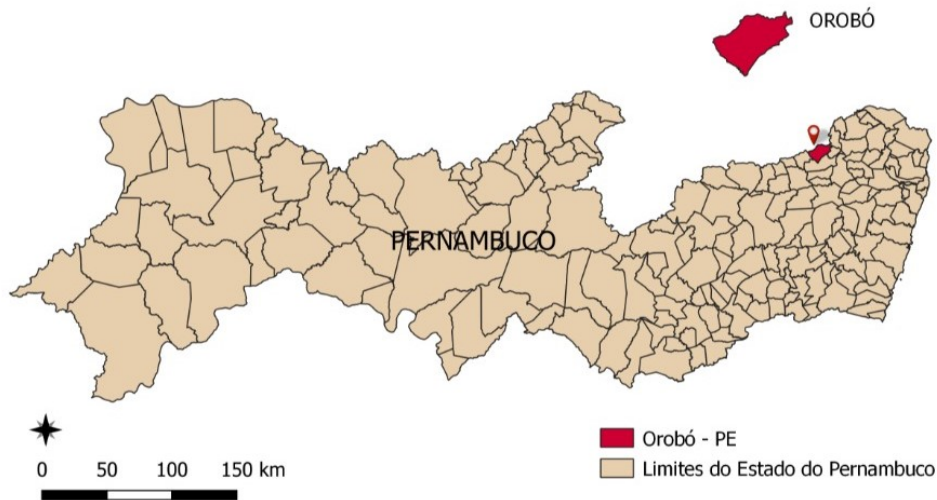 OROBÓ
PERNAMBUCO
Orobó - PE
Limites do Estado do Pernambuco
0 50 100 150 km